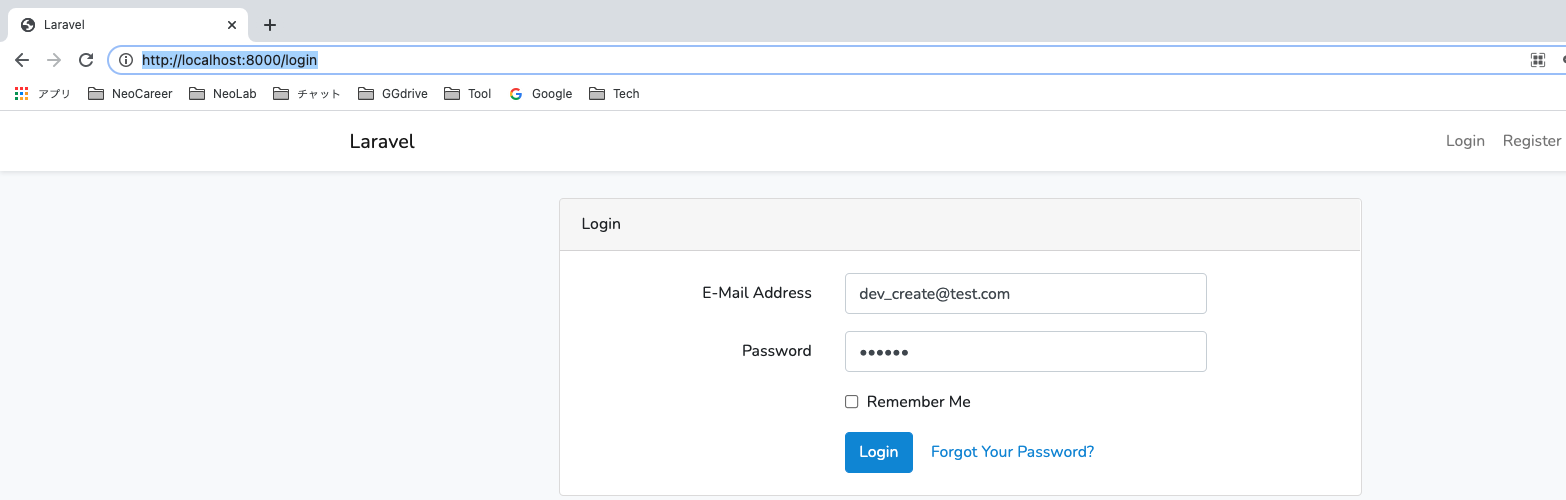 Laravel
http://localhost:8000/login
アプリ NeoCareer NeoLab チャット GGdrive Tool Google Tech
Laravel Login Register
Login
E-Mail Address dev_create@test.com
Password ••••••
Remember Me
Login Forgot Your Password?